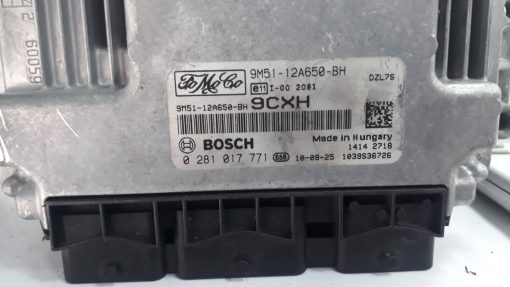 FoMoCo
9M51-12A650-BH
DZL7S
e11 I-00 2081
9M51-12A650-BH 9CXH
BOSCH
Made in Hungary
1414 2718
0 281 017 771 10-09-25 1039S36726